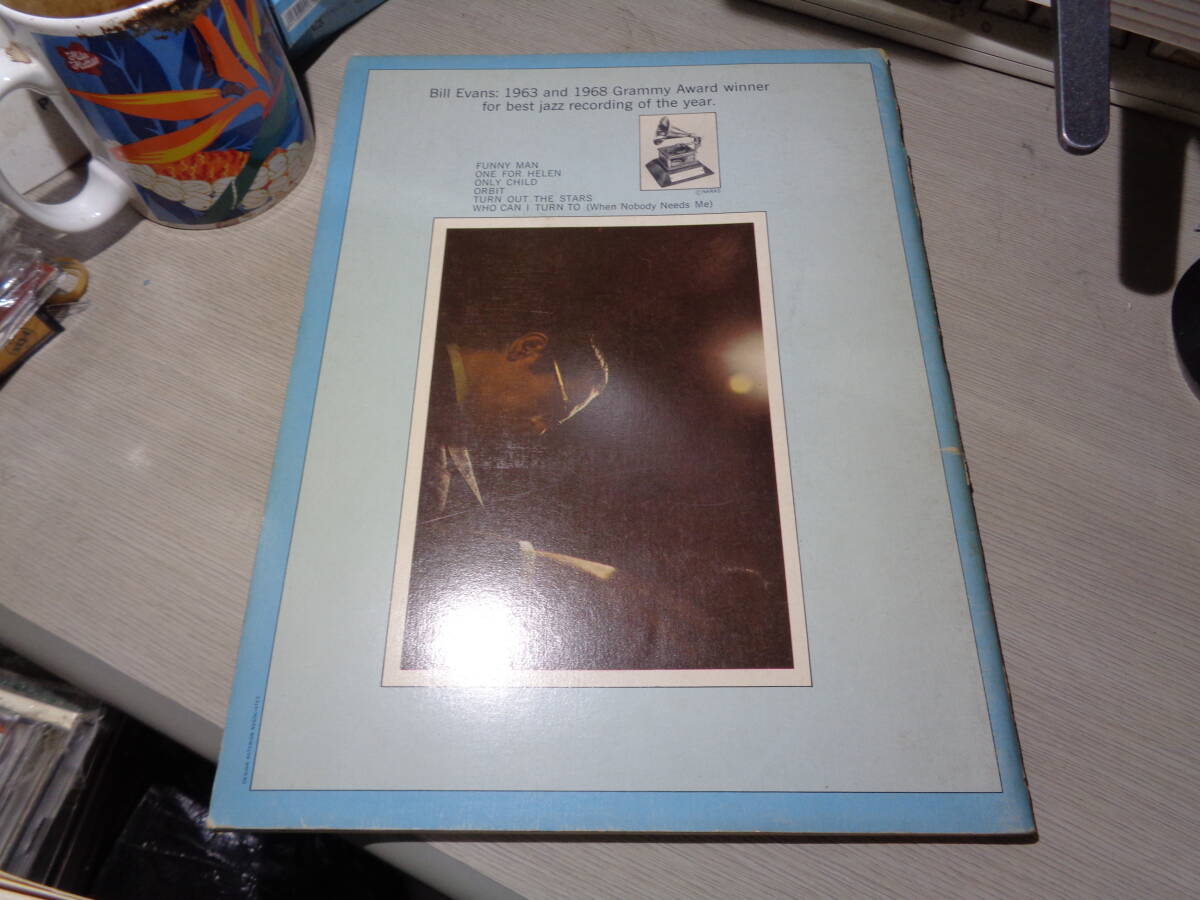 Bill Evans: 1963 and 1968 Grammy Award winner
for best jazz recording of the year.
©NARAS
FUNNY MAN
ONE FOR HELEN
ONLY CHILD
ORBIT
TURN OUT THE STARS
WHO CAN I TURN TO (When Nobody Needs Me)